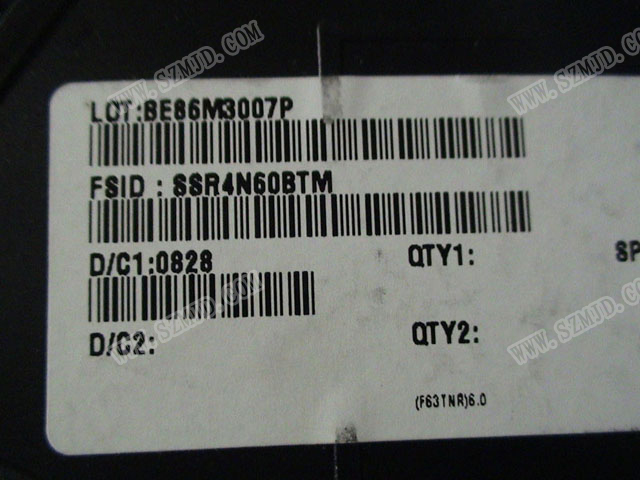 WWW.SZMJD.COM
WWW.SZMJD.COM
LOT:BE86M3007P
FSID : SSR4N60BTM
D/C1:0828
QTY1:
SP
D/C2:
QTY2:
WWW.SZMJD.COM
WWW.SZMJD.COM
(F63TNR)6.0